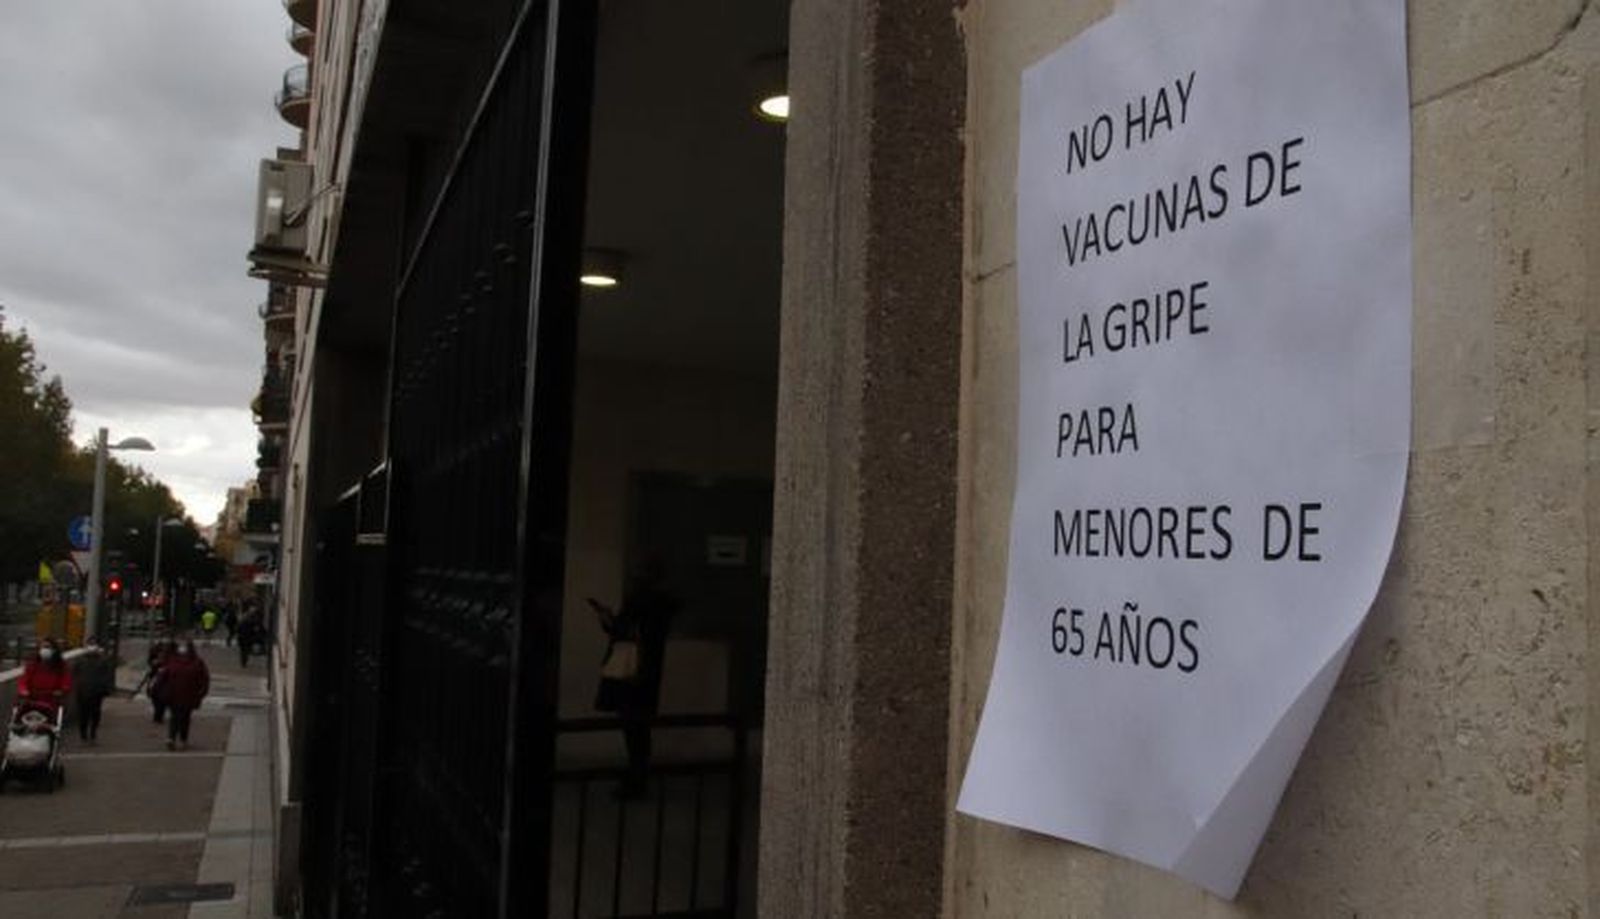 NO HAY
VACUNAS DE
LA GRIPE
PARA
MENORES DE
65 AÑOS